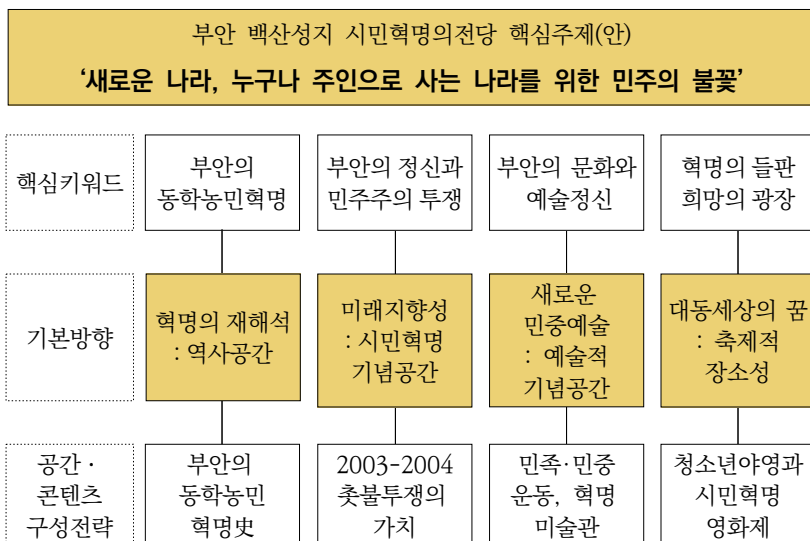 부안 백산성지 시민혁명의전당 핵심주제(안)
‘새로운 나라, 누구나 주인으로 사는 나라를 위한 민주의 불꽃’
핵심키워드
부안의
동학농민혁명
부안의 정신과
민주주의 투쟁
부안의 문화와
예술정신
혁명의 들판
희망의 광장
기본방향
혁명의 재해석
: 역사공간
미래지향성
: 시민혁명
기념공간
새로운
민중예술
: 예술적
기념공간
대동세상의 꿈
: 축제적
장소성
공간·
콘텐츠
구성전략
부안의
동학농민
혁명史
2003-2004
촛불투쟁의
가치
민족·민중
운동, 혁명
미술관
청소년야영과
시민혁명
영화제